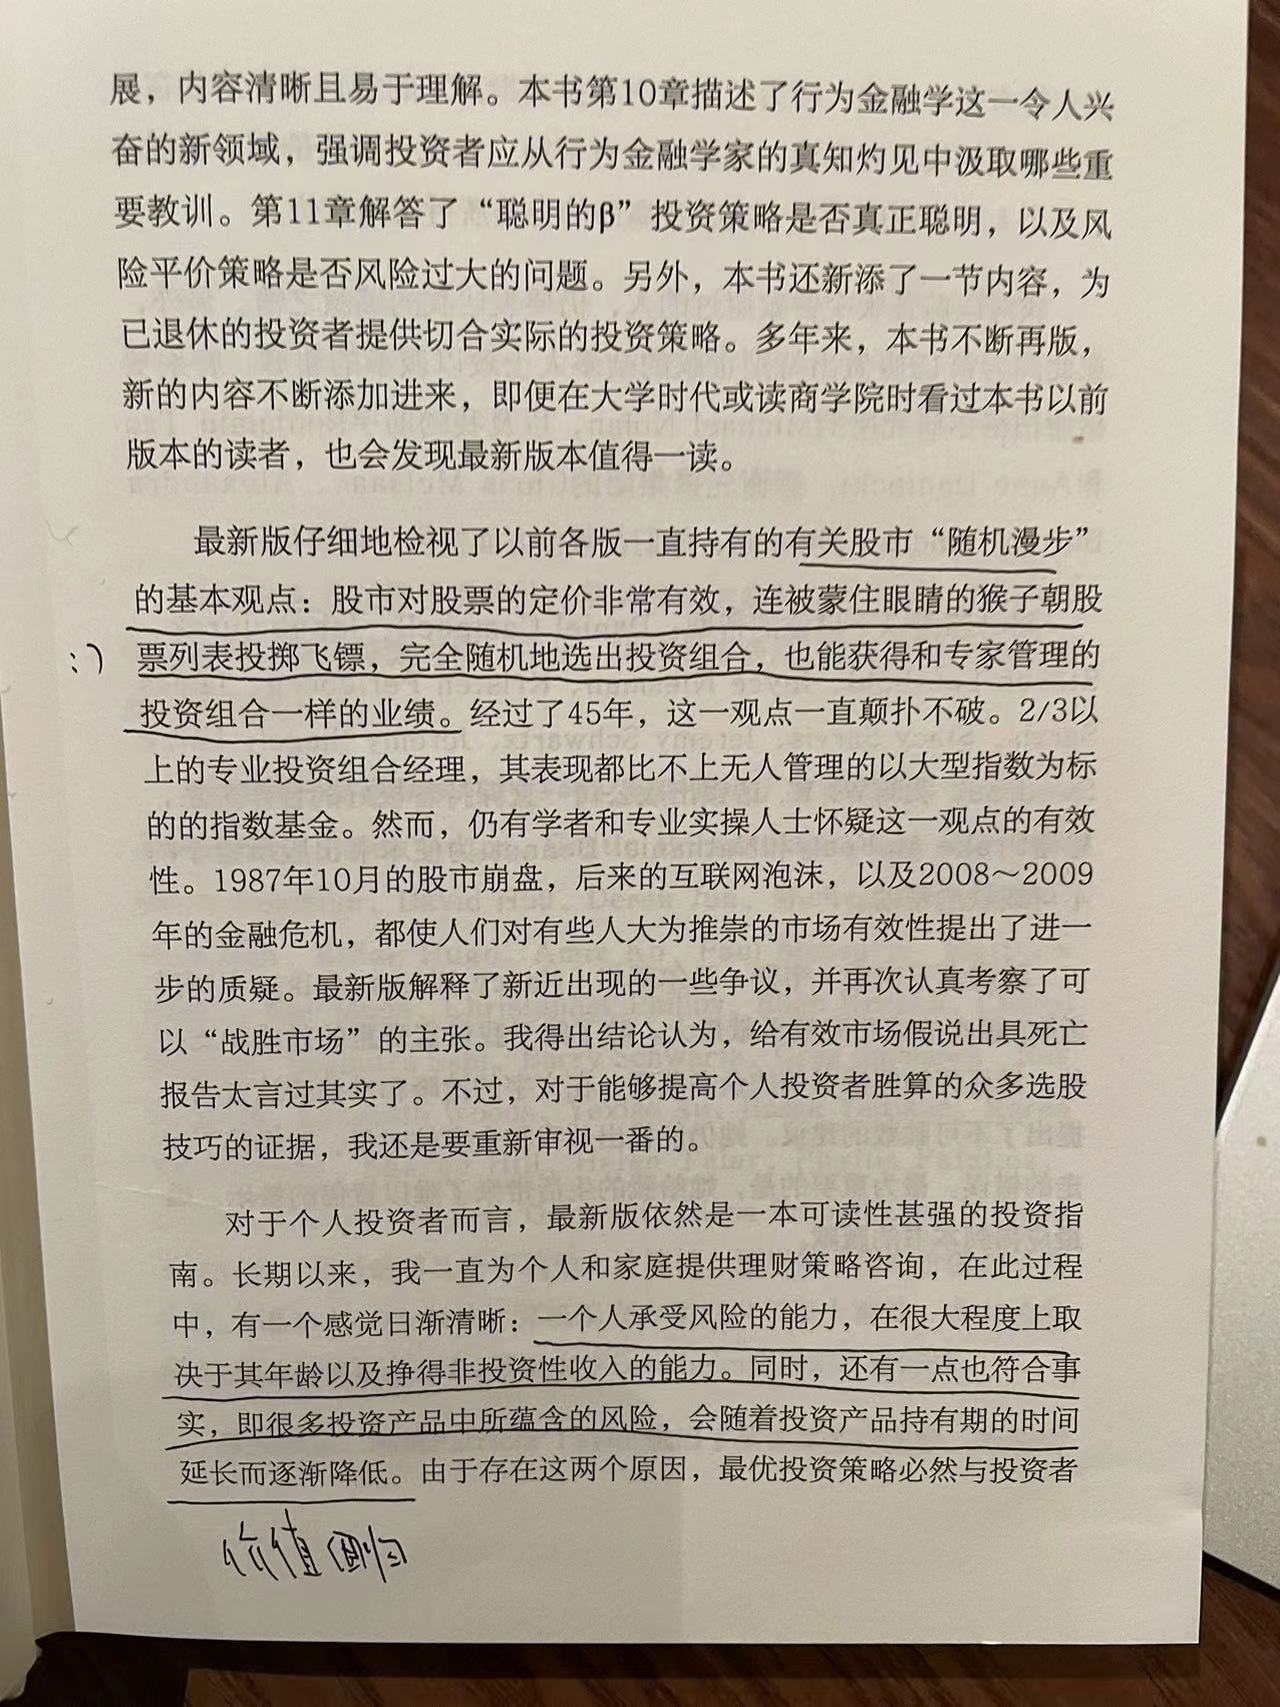 展，内容清晰且易于理解。本书第10章描述了行为金融学这一令人兴
奋的新领域，强调投资者应从行为金融学家的真知灼见中汲取哪些重
要教训。第11章解答了“聪明的β”投资策略是否真正聪明，以及风
险平价策略是否风险过大的问题。另外，本书还新添了一节内容，为
已退休的投资者提供切合实际的投资策略。多年来，本书不断再版，
新的内容不断添加进来，即便在大学时代或读商学院时看过本书以前
版本的读者，也会发现最新版本值得一读。
最新版仔细地检视了以前各版一直持有的有关股市“随机漫步”
的基本观点：股市对股票的定价非常有效，连被蒙住眼睛的猴子朝股
:) 票列表投掷飞镖，完全随机地选出投资组合，也能获得和专家管理的
投资组合一样的业绩。经过了45年，这一观点一直颠扑不破。2/3以
上的专业投资组合经理，其表现都比不上无人管理的以大型指数为标
的的指数基金。然而，仍有学者和专业实操人士怀疑这一观点的有效
性。1987年10月的股市崩盘，后来的互联网泡沫，以及2008～2009
年的金融危机，都使人们对有些人大为推崇的市场有效性提出了进一
步的质疑。最新版解释了新近出现的一些争议，并再次认真考察了可
以“战胜市场”的主张。我得出结论认为，给有效市场假说出具死亡
报告太言过其实了。不过，对于能够提高个人投资者胜算的众多选股
技巧的证据，我还是要重新审视一番的。
对于个人投资者而言，最新版依然是一本可读性甚强的投资指
南。长期以来，我一直为个人和家庭提供理财策略咨询，在此过程
中，有一个感觉日渐清晰：一个人承受风险的能力，在很大程度上取
决于其年龄以及挣得非投资性收入的能力。同时，还有一点也符合事
实，即很多投资产品中所蕴含的风险，会随着投资产品持有期的时间
延长而逐渐降低。由于存在这两个原因，最优投资策略必然与投资者
价值回归